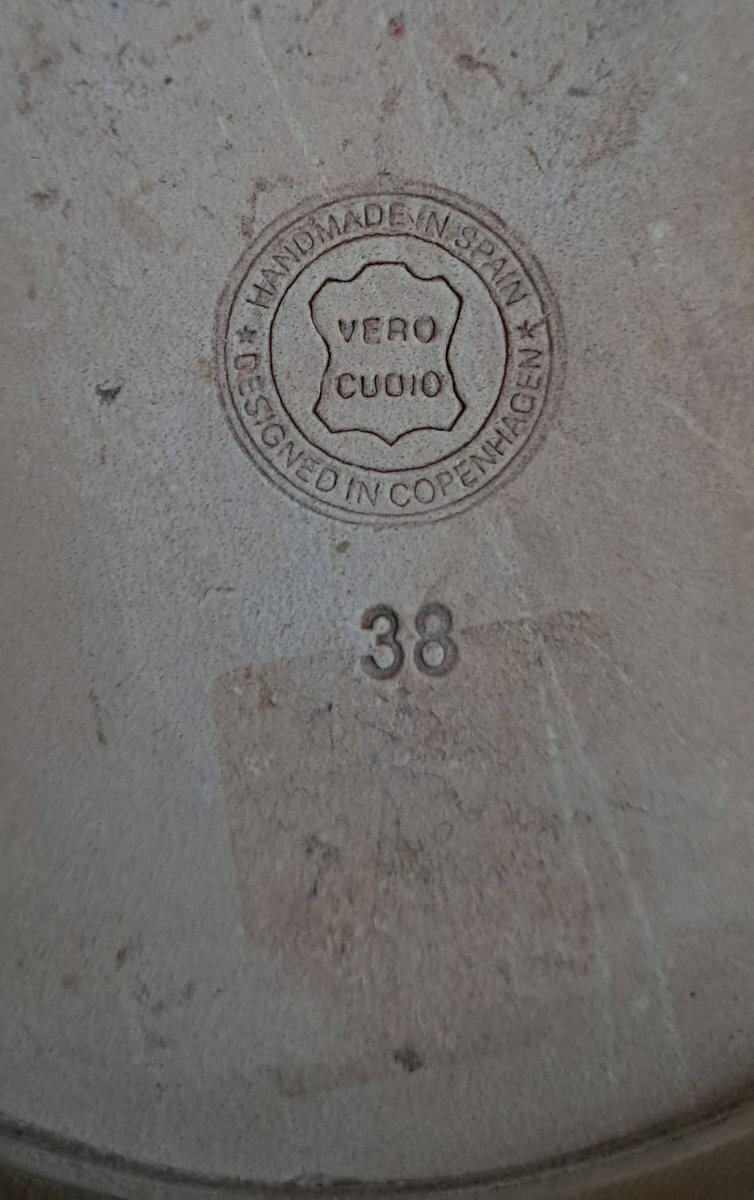 HANDMADE IN SPAIN
VERO
CUOIO
★ DESIGNED IN COPENHAGEN ★
38